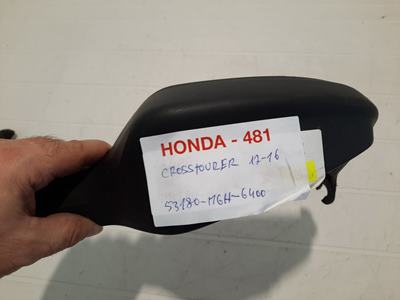 HONDA - 481
CROSSTOURER 12-16
53180-MGH-6400